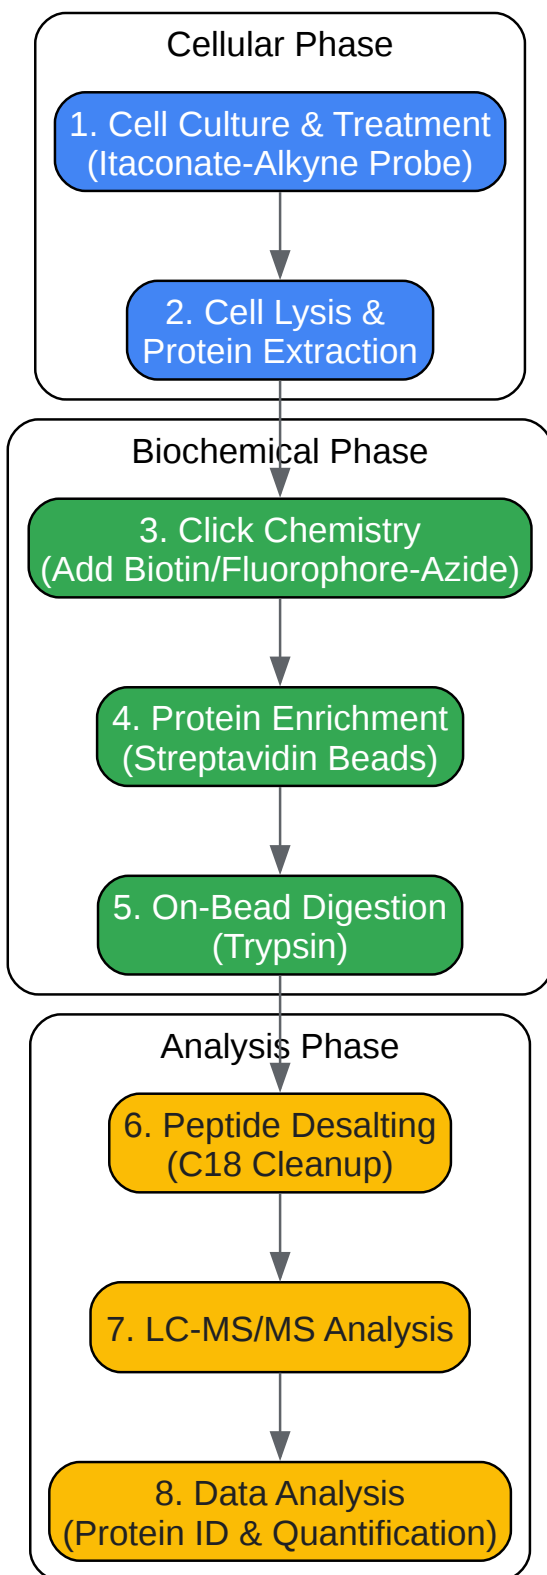 Cellular Phase
1. Cell Culture & Treatment
(Itaconate-Alkyne Probe)
2. Cell Lysis &
Protein Extraction
Biochemical Phase
3. Click Chemistry
(Add Biotin/Fluorophore-Azide)
4. Protein Enrichment
(Streptavidin Beads)
5. On-Bead Digestion
(Trypsin)
Analysis Phase
6. Peptide Desalting
(C18 Cleanup)
7. LC-MS/MS Analysis
8. Data Analysis
(Protein ID & Quantification)